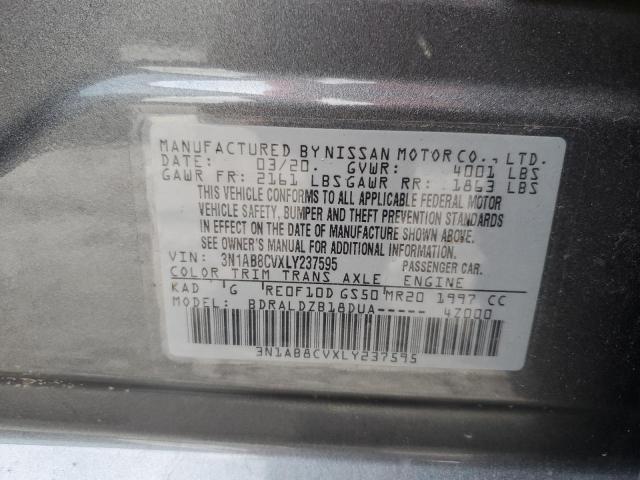 MANUFACTURED BY NISSAN MOTOR CO., LTD.
DATE: 03/20. GVWR: 4001 LBS
GAWR FR: 2161 LBS GAWR RR: 1863 LBS
THIS VEHICLE CONFORMS TO ALL APPLICABLE FEDERAL MOTOR
VEHICLE SAFETY, BUMPER AND THEFT PREVENTION STANDARDS
IN EFFECT ON THE DATE OF MANUFACTURE SHOWN ABOVE.
SEE OWNER'S MANUAL FOR ADDITIONAL INFORMATION.
VIN: 3N1AB8CVXLY237595 PASSENGER CAR.
COLOR TRIM TRANS AXLE ENGINE
KAD G RE0F10D GS50 MR20 1997 CC
MODEL: BDRALDZB18DUA----- 4Z000
3N1AB8CVXLY237595